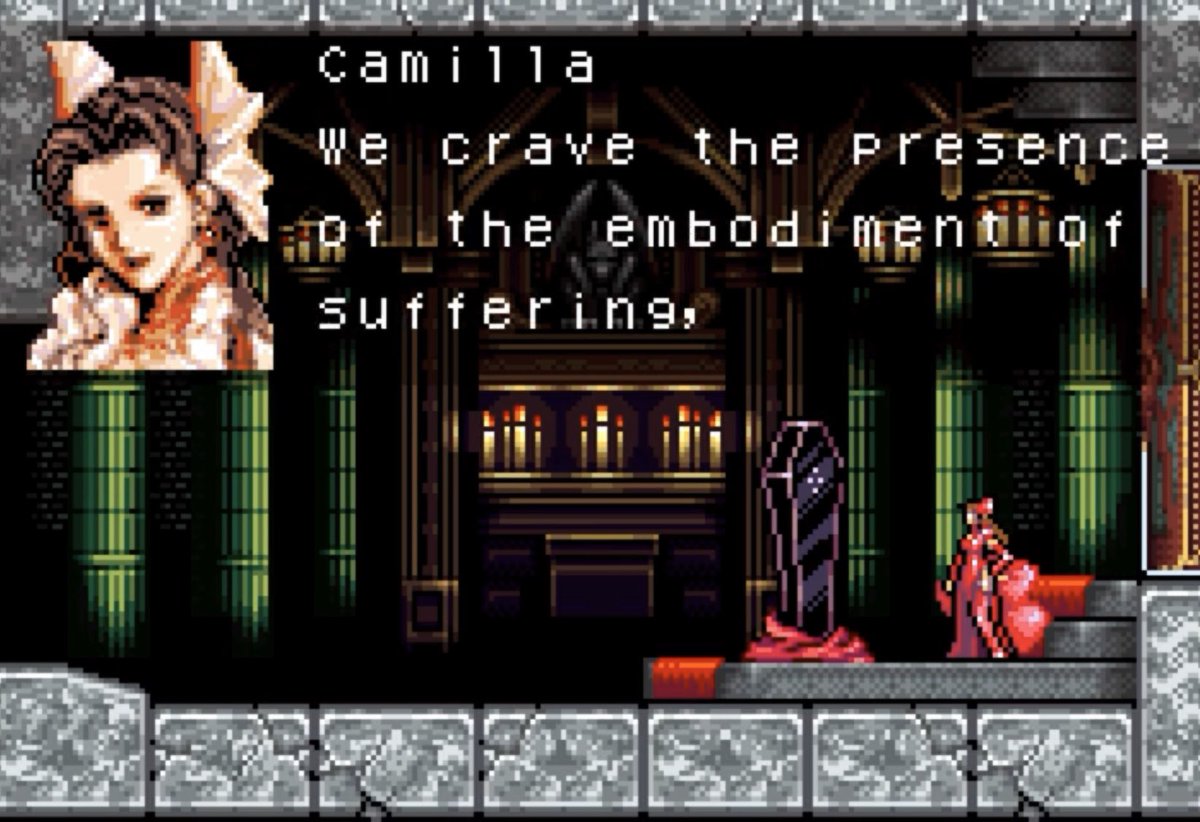 Camilla
We crave the presence
of the embodiment of
suffering,